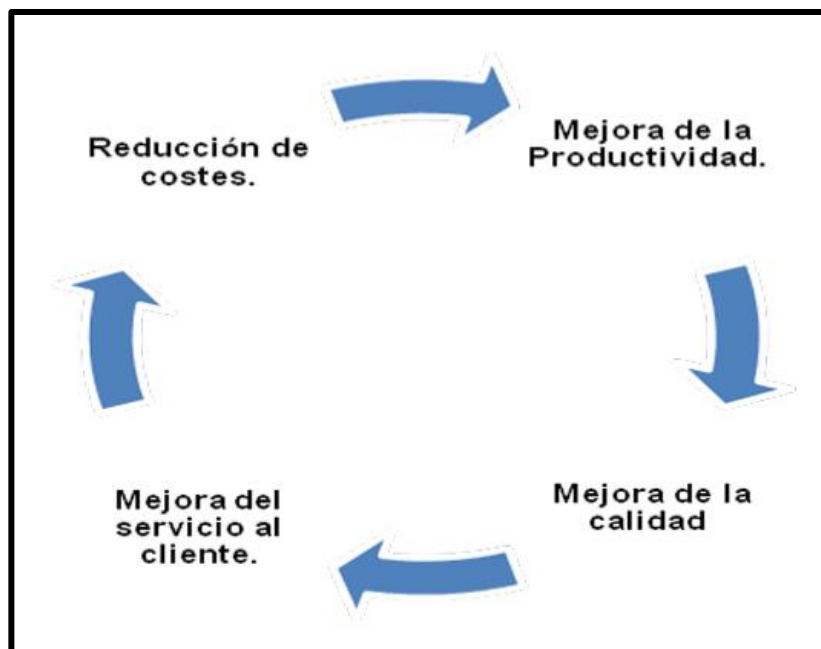 Reducción de
costes.
Mejora de la
Productividad.
Mejora de la
calidad
Mejora del
servicio al
cliente.